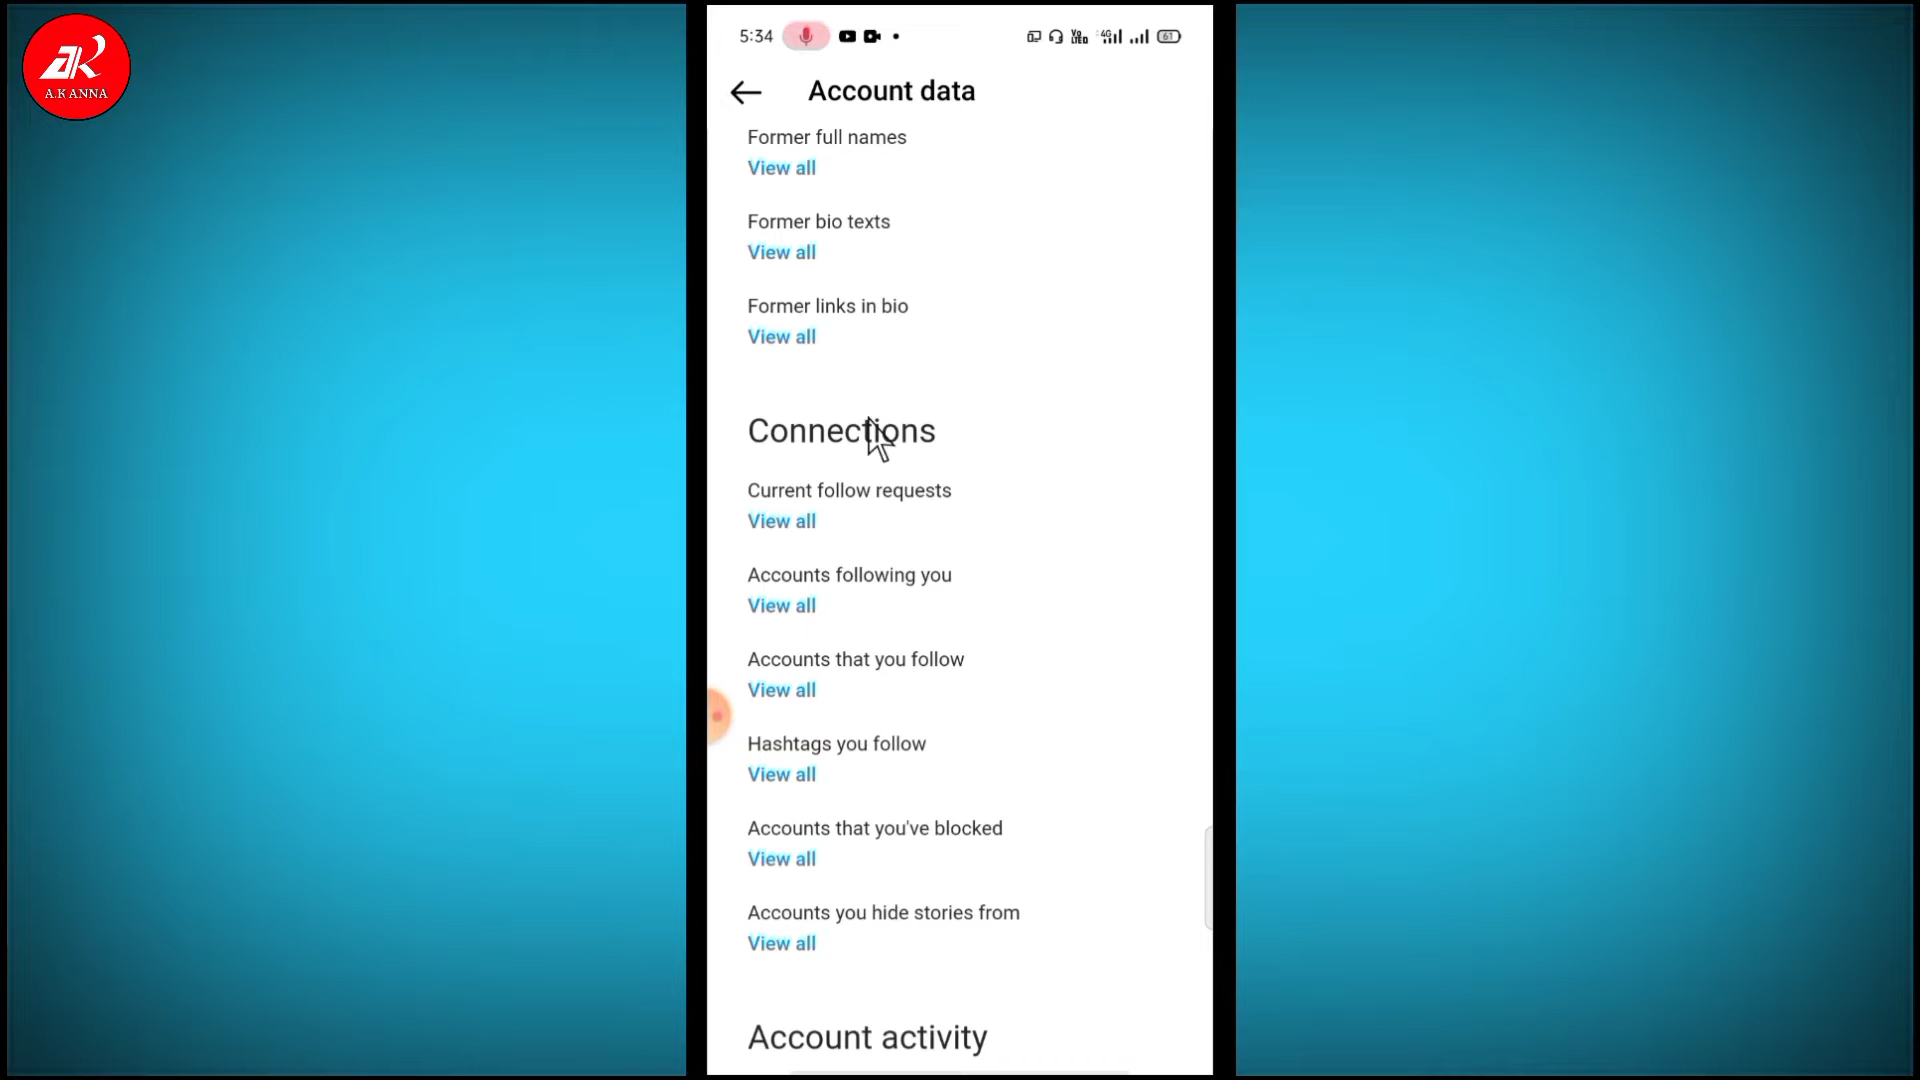 A.K ANNA
5:34
4G
61
Account data
Former full names
View all
Former bio texts
View all
Former links in bio
View all
Connections
Current follow requests
View all
Accounts following you
View all
Accounts that you follow
View all
Hashtags you follow
View all
Accounts that you've blocked
View all
Accounts you hide stories from
View all
Account activity